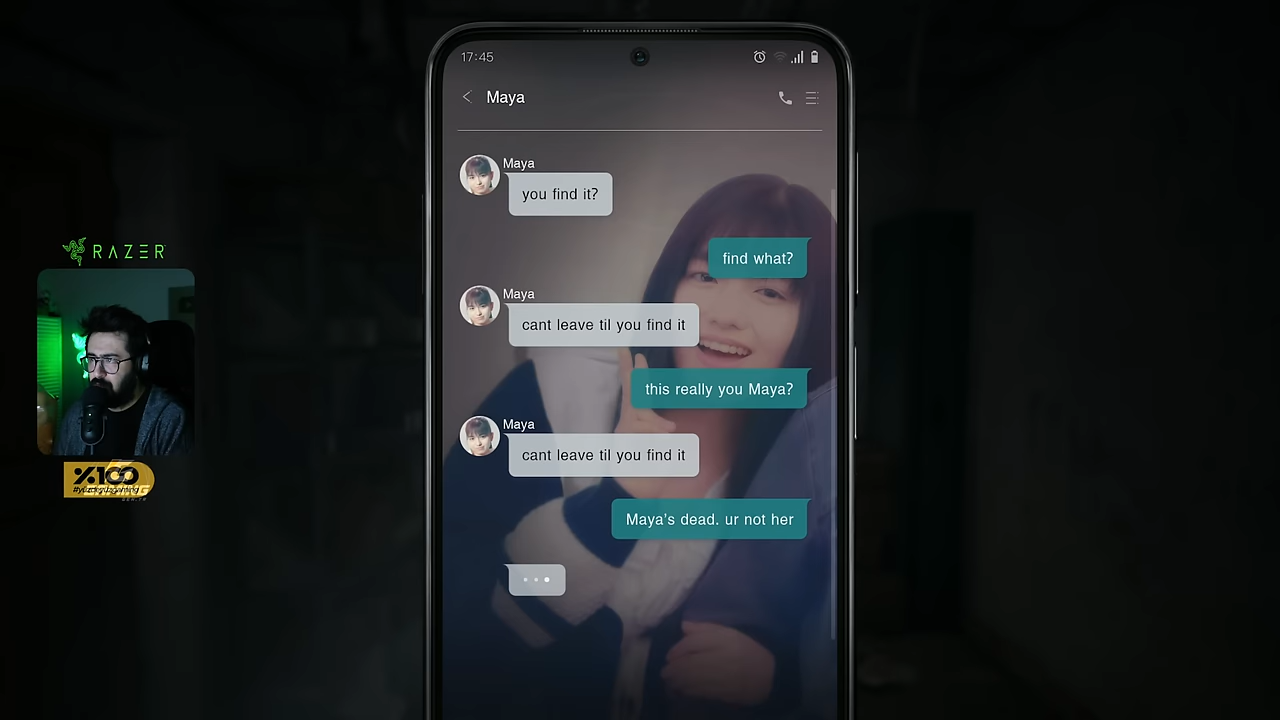 17:45
Maya
Maya
you find it?
find what?
Maya
cant leave til you find it
this really you Maya?
Maya
cant leave til you find it
Maya's dead. ur not her
RAZER
%100
GAMING